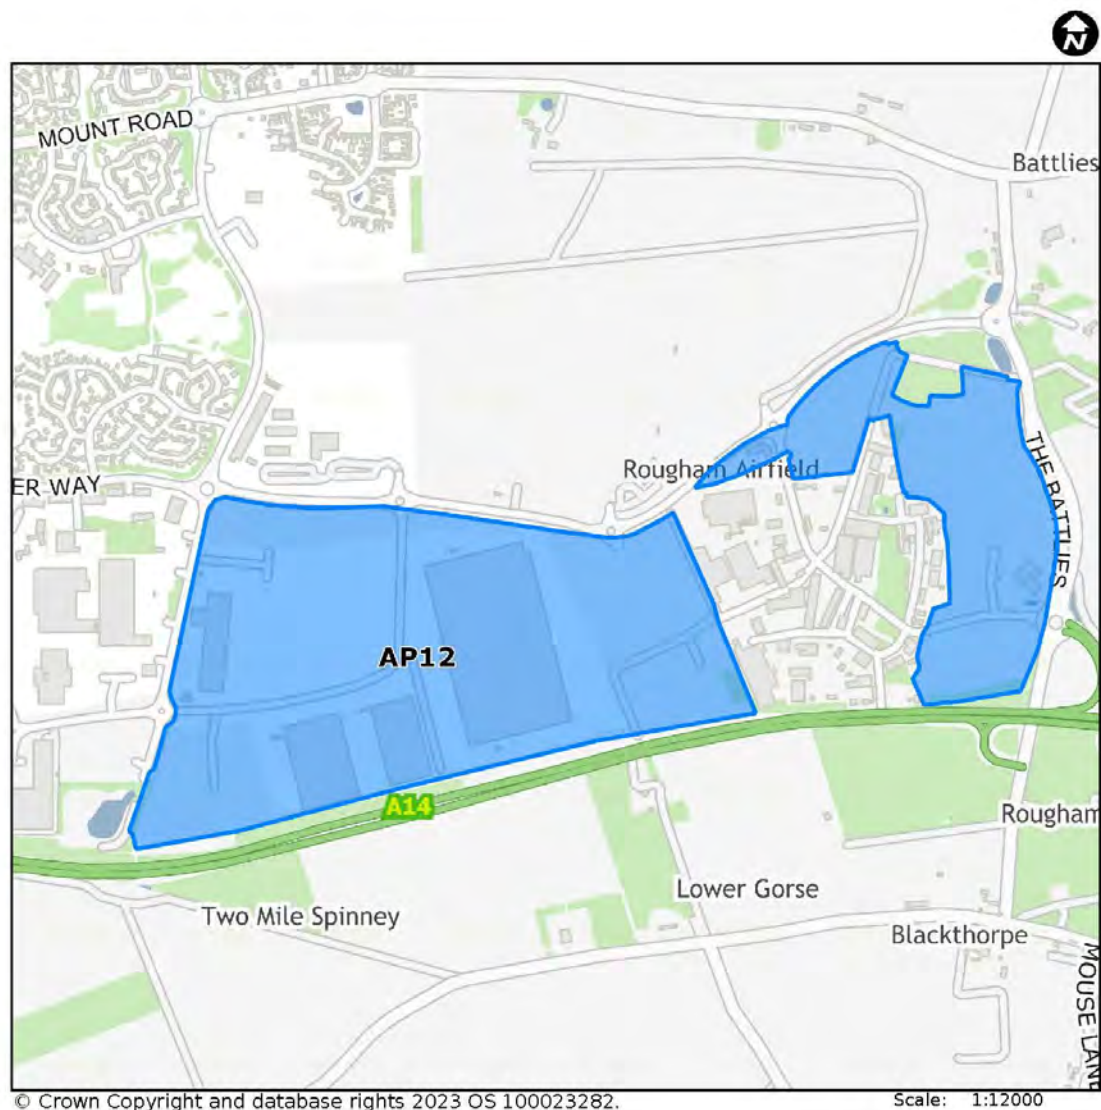 N
MOUNT ROAD
Battlies
Rougham Airfield
ER WAY
THE BATTLIES
AP12
A14
Rougham
Lower Gorse
Two Mile Spinney
Blackthorpe
MOUSE LANE
© Crown Copyright and database rights 2023 OS 100023282.
Scale: 1:12000